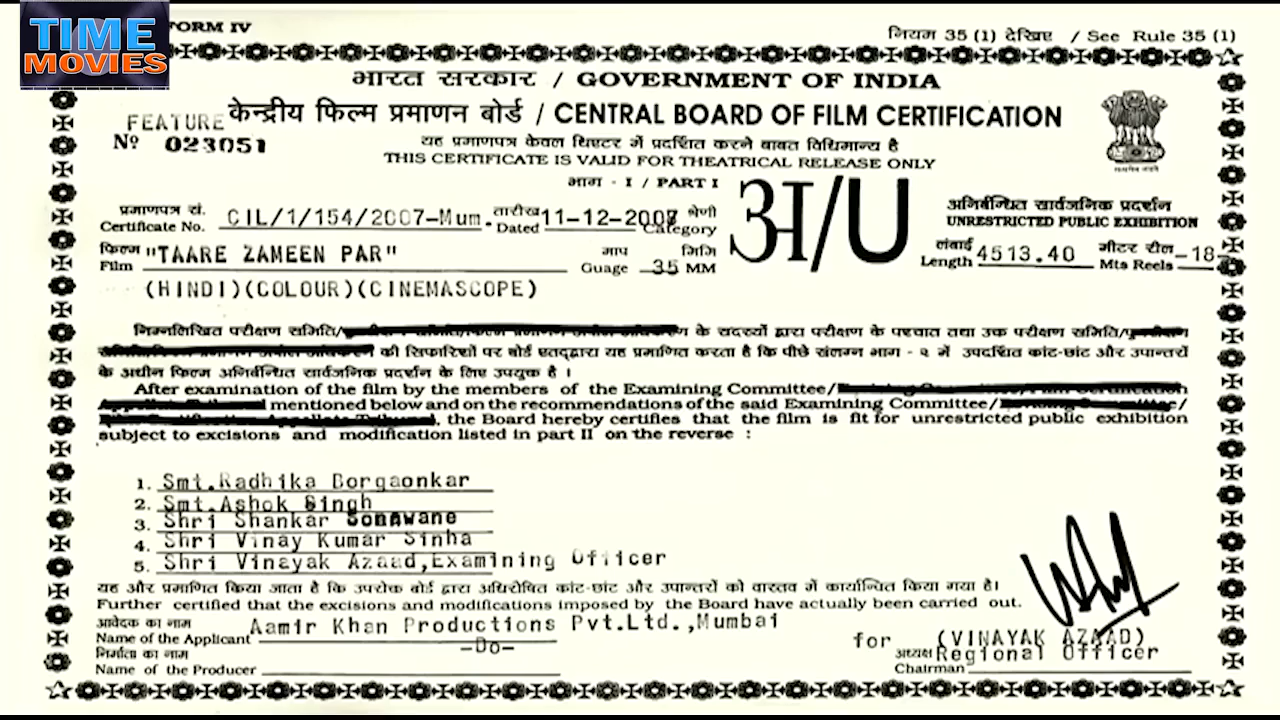 TIME
MOVIES
FORM IV
नियम 35 (1) देखिए / See Rule 35 (1)
भारत सरकार / GOVERNMENT OF INDIA
केन्द्रीय फिल्म प्रमाणन बोर्ड / CENTRAL BOARD OF FILM CERTIFICATION
FEATURE
Nº 023051
यह प्रमाणपत्र केवल थिएटर में प्रदर्शित करने बाबत विधिमान्य है
THIS CERTIFICATE IS VALID FOR THEATRICAL RELEASE ONLY
भाग - I / PART I
प्रमाणपत्र सं. तारीख श्रेणी
Certificate No. CIL/1/154/2007-Mum. Dated 11-12-2007 Category
अ/U
अनिर्बन्धित सार्वजनिक प्रदर्शन
UNRESTRICTED PUBLIC EXHIBITION
फिल्म माप मिमि
Film "TAARE ZAMEEN PAR" Guage 35 MM
लंबाई मीटर रील
Length 4513.40 Mts Reels -18-
(HINDI)(COLOUR)(CINEMASCOPE)
निम्नलिखित परीक्षण समिति/ के सदस्यों द्वारा परीक्षण के पश्चात तथा उक्त परीक्षण समिति/
की सिफारिशों पर बोर्ड एतद्द्वारा यह प्रमाणित करता है कि पीछे संलग्न भाग - २ में उपदर्शित कांट-छांट और उपान्तरों
के अधीन फिल्म अनिर्बन्धित सार्वजनिक प्रदर्शन के लिए उपयुक्त है ।
After examination of the film by the members of the Examining Committee/
mentioned below and on the recommendations of the said Examining Committee/
, the Board hereby certifies that the film is fit for unrestricted public exhibition
subject to excisions and modification listed in part II on the reverse :
1. Smt.Radhika Borgaonkar
2. Smt.Ashok Singh
3. Shri Shankar Sonawane
4. Shri Vinay Kumar Sinha
5. Shri Vinayak Azaad,Examining Officer
यह और प्रमाणित किया जाता है कि उपरोक्त बोर्ड द्वारा अधिरोपित कांट-छांट और उपान्तरों को वास्तव में कार्यान्वित किया गया है।
Further certified that the excisions and modifications imposed by the Board have actually been carried out.
आवेदक का नाम
Name of the Applicant Aamir Khan Productions Pvt.Ltd.,Mumbai
निर्माता का नाम
Name of the Producer -Do-
for (VINAYAK AZAAD)
अध्यक्ष Regional Officer
Chairman